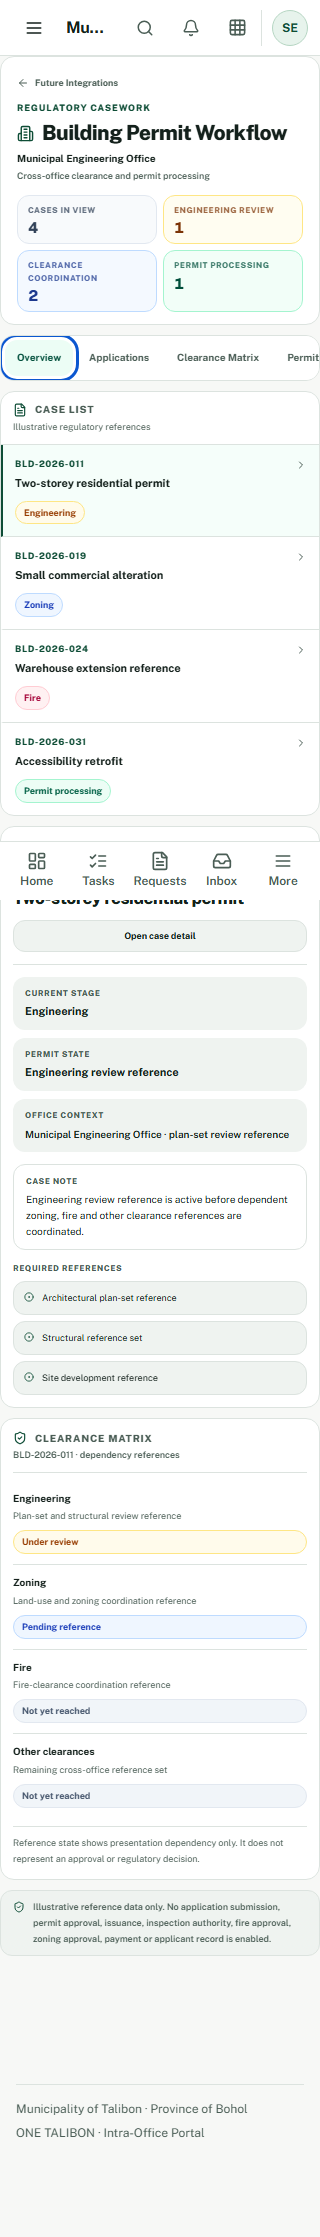 Mu...
SE
Future Integrations
REGULATORY CASEWORK
Building Permit Workflow
Municipal Engineering Office
Cross-office clearance and permit processing
CASES IN VIEW
4
ENGINEERING REVIEW
1
CLEARANCE
COORDINATION
2
PERMIT PROCESSING
1
Overview
Applications
Clearance Matrix
Permit
CASE LIST
Illustrative regulatory references
BLD-2026-011
Two-storey residential permit
Engineering
BLD-2026-019
Small commercial alteration
Zoning
BLD-2026-024
Warehouse extension reference
Fire
BLD-2026-031
Accessibility retrofit
Permit processing
Home
Tasks
Requests
Inbox
More
Two-storey residential permit
Open case detail
CURRENT STAGE
Engineering
PERMIT STATE
Engineering review reference
OFFICE CONTEXT
Municipal Engineering Office · plan-set review reference
CASE NOTE
Engineering review reference is active before dependent
zoning, fire and other clearance references are
coordinated.
REQUIRED REFERENCES
Architectural plan-set reference
Structural reference set
Site development reference
CLEARANCE MATRIX
BLD-2026-011 · dependency references
Engineering
Plan-set and structural review reference
Under review
Zoning
Land-use and zoning coordination reference
Pending reference
Fire
Fire-clearance coordination reference
Not yet reached
Other clearances
Remaining cross-office reference set
Not yet reached
Reference state shows presentation dependency only. It does not
represent an approval or regulatory decision.
Illustrative reference data only. No application submission,
permit approval, issuance, inspection authority, fire approval,
zoning approval, payment or applicant record is enabled.
Municipality of Talibon · Province of Bohol
ONE TALIBON · Intra-Office Portal